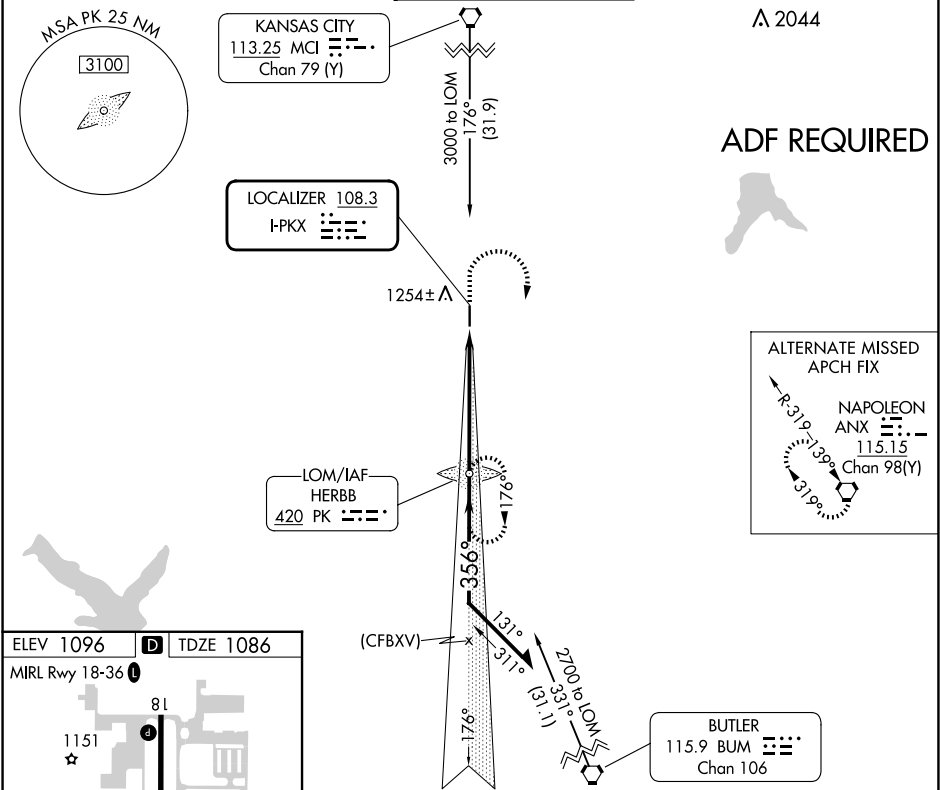 MSA PK 25 NM
3100
KANSAS CITY
113.25 MCI
Chan 79 (Y)
2044
3000 to LOM
176°
(31.9)
ADF REQUIRED
LOCALIZER 108.3
I-PKX
1254±
ALTERNATE MISSED
APCH FIX
R-319
139°
319°
NAPOLEON
ANX
115.15
Chan 98(Y)
LOM/IAF
HERBB
420 PK
176°
356°
131°
311°
(CFBXV)
2700 to LOM
331°
(31.1)
176°
BUTLER
115.9 BUM
Chan 106
ELEV 1096 D TDZE 1086
MIRL Rwy 18-36 L
18
P
1151